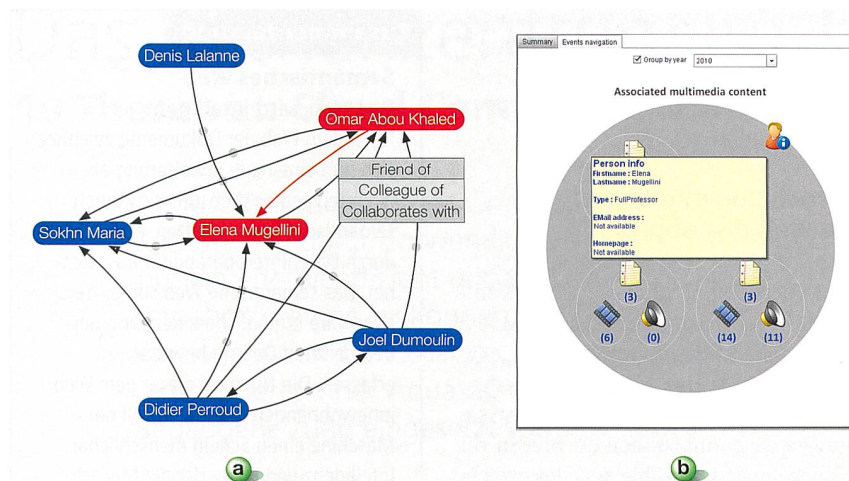 Denis Lalanne
Omar Abou Khaled
Friend of
Colleague of
Collaborates with
Sokhn Maria
Elena Mugellini
Joel Dumoulin
Didier Perroud
a
Summary
Events navigation
Group by year
2010
Associated multimedia content
Person info
Firstname : Elena
Lastname : Mugellini
Type : FullProfessor
EMail address :
Not available
Homepage :
Not available
(3)
(3)
(6)
(0)
(14)
(11)
b